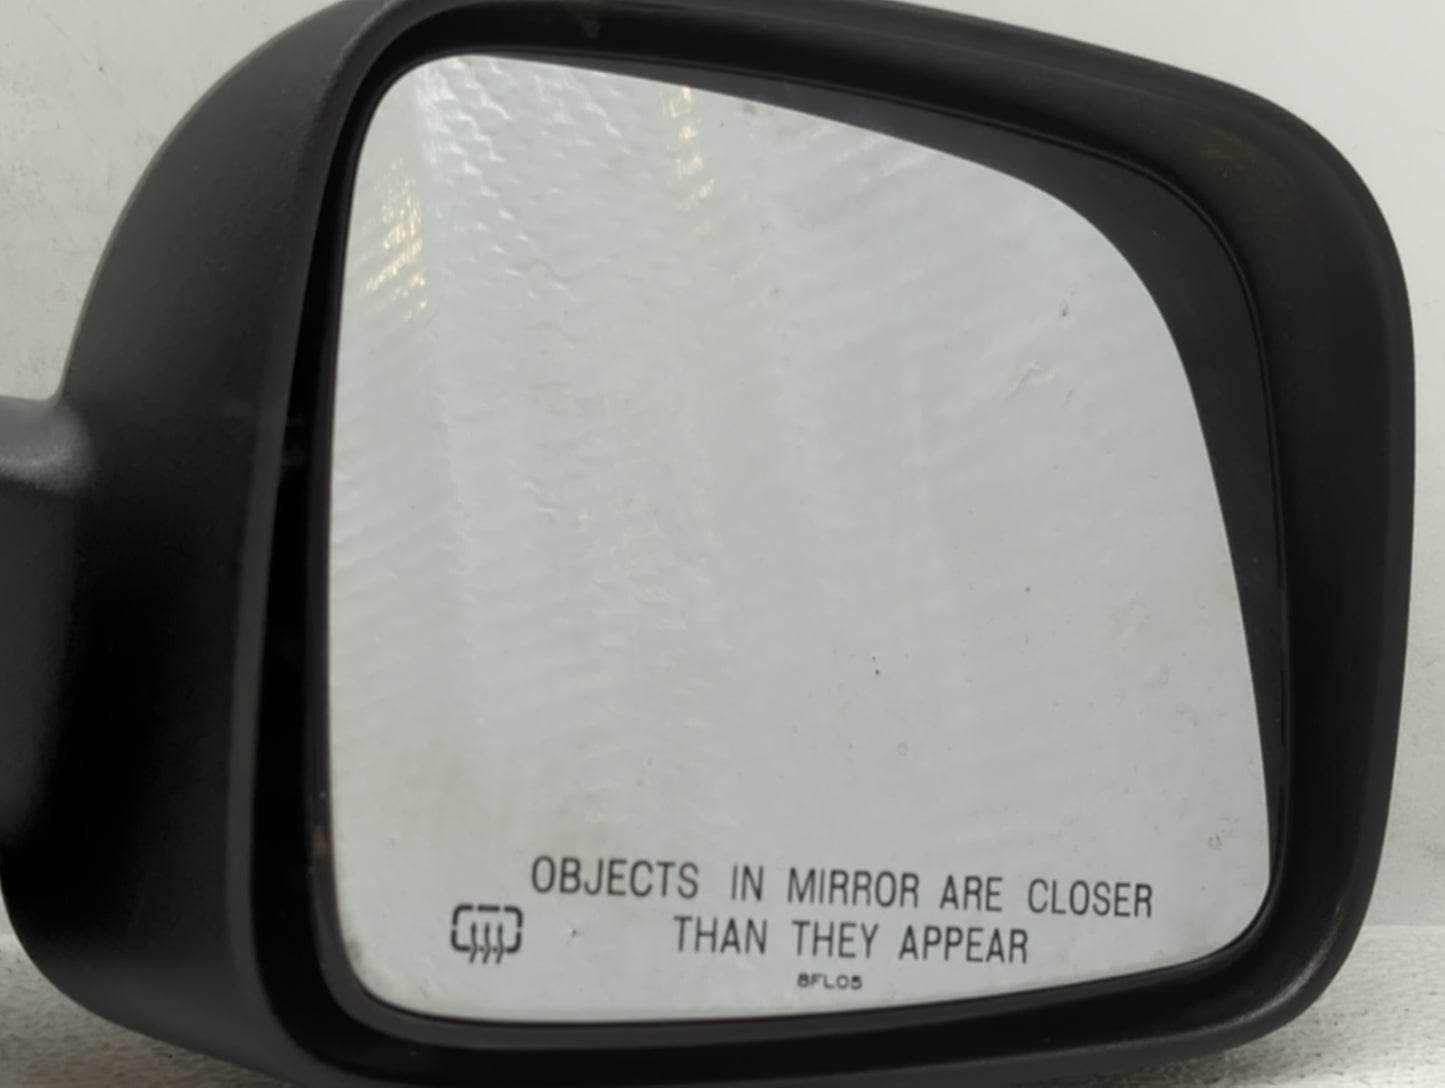 OBJECTS IN MIRROR ARE CLOSER
THAN THEY APPEAR
8FL05